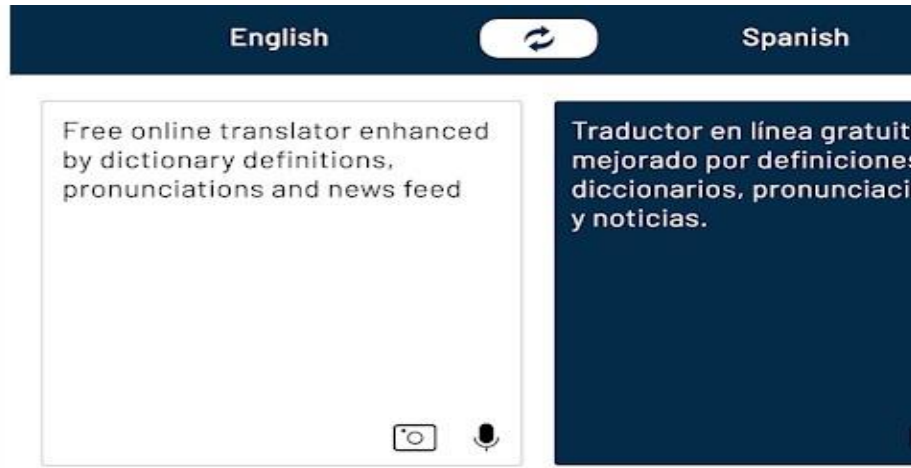 English
Spanish
Free online translator enhanced
by dictionary definitions,
pronunciations and news feed
Traductor en línea gratuit
mejorado por definiciones
diccionarios, pronunciaci
y noticias.